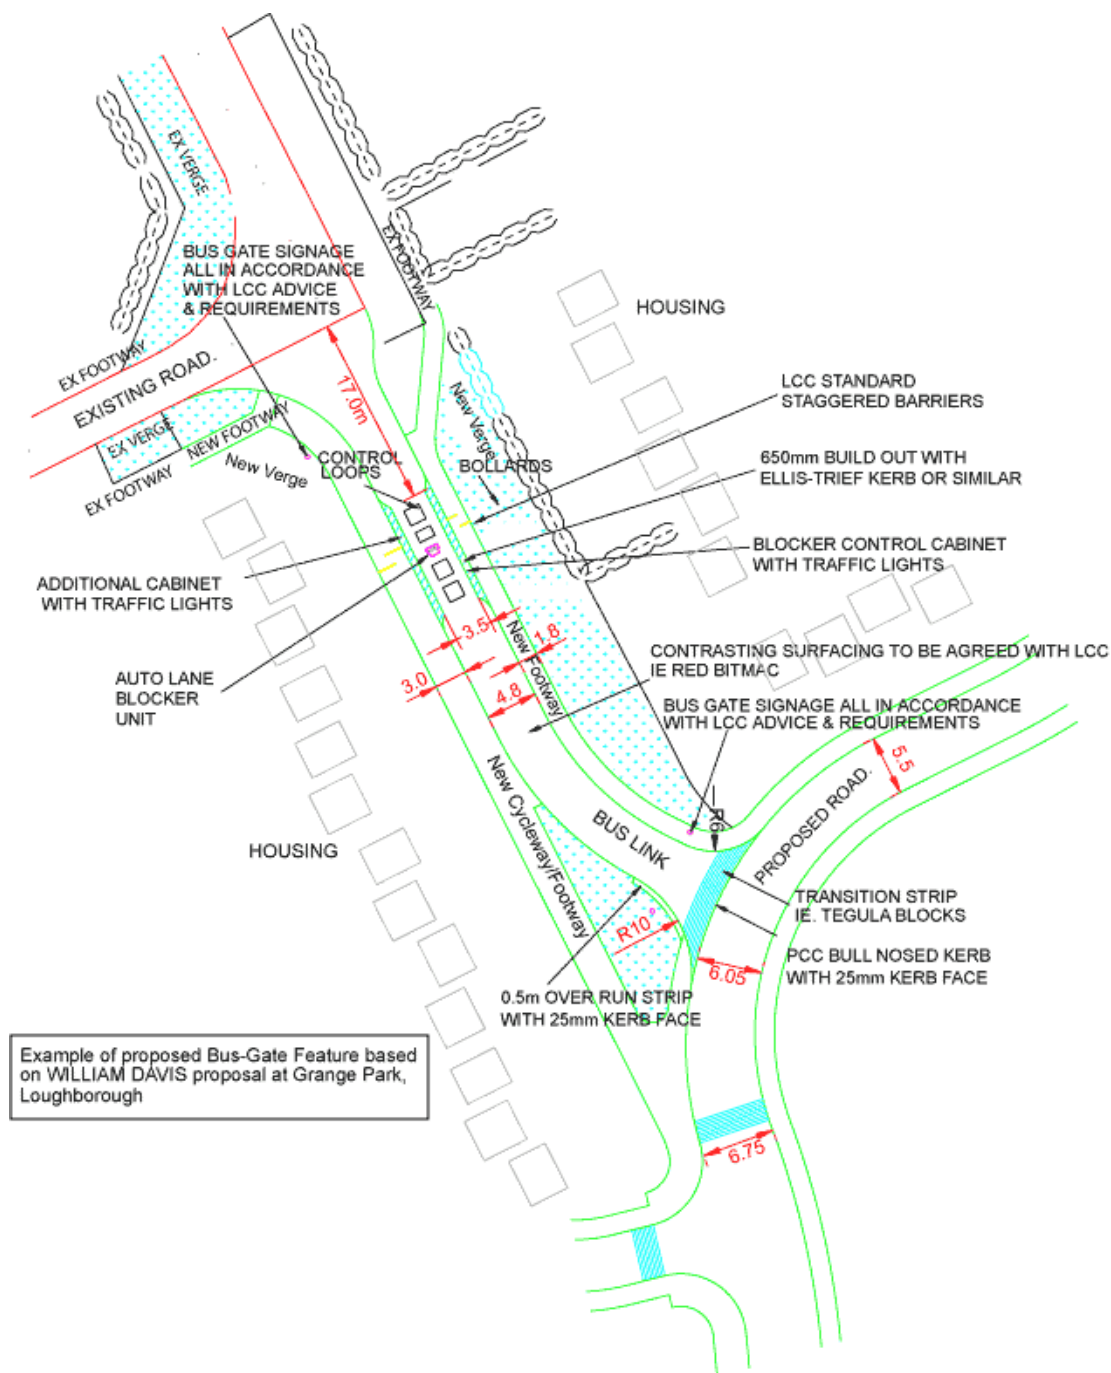 EX VERGE
BUS GATE SIGNAGE
ALL IN ACCORDANCE
WITH LCC ADVICE
& REQUIREMENTS
EX FOOTWAY
HOUSING
EX FOOTWAY
EXISTING ROAD.
17.0m
LCC STANDARD
STAGGERED BARRIERS
New Verge
EX VERGE
NEW FOOTWAY
EX FOOTWAY
New Verge
CONTROL
LOOPS
BOLLARDS
650mm BUILD OUT WITH
ELLIS-TRIEF KERB OR SIMILAR
BLOCKER CONTROL CABINET
WITH TRAFFIC LIGHTS
ADDITIONAL CABINET
WITH TRAFFIC LIGHTS
3.5
1.8
New Footway
3.0
4.8
AUTO LANE
BLOCKER
UNIT
CONTRASTING SURFACING TO BE AGREED WITH LCC
IE RED BITMAC
BUS GATE SIGNAGE ALL IN ACCORDANCE
WITH LCC ADVICE & REQUIREMENTS
5.5
New Cycleway/Footway
BUS LINK
R6
PROPOSED ROAD.
HOUSING
TRANSITION STRIP
IE. TEGULA BLOCKS
R10
6.05
PCC BULL NOSED KERB
WITH 25mm KERB FACE
0.5m OVER RUN STRIP
WITH 25mm KERB FACE
Example of proposed Bus-Gate Feature based
on WILLIAM DAVIS proposal at Grange Park,
Loughborough
6.75